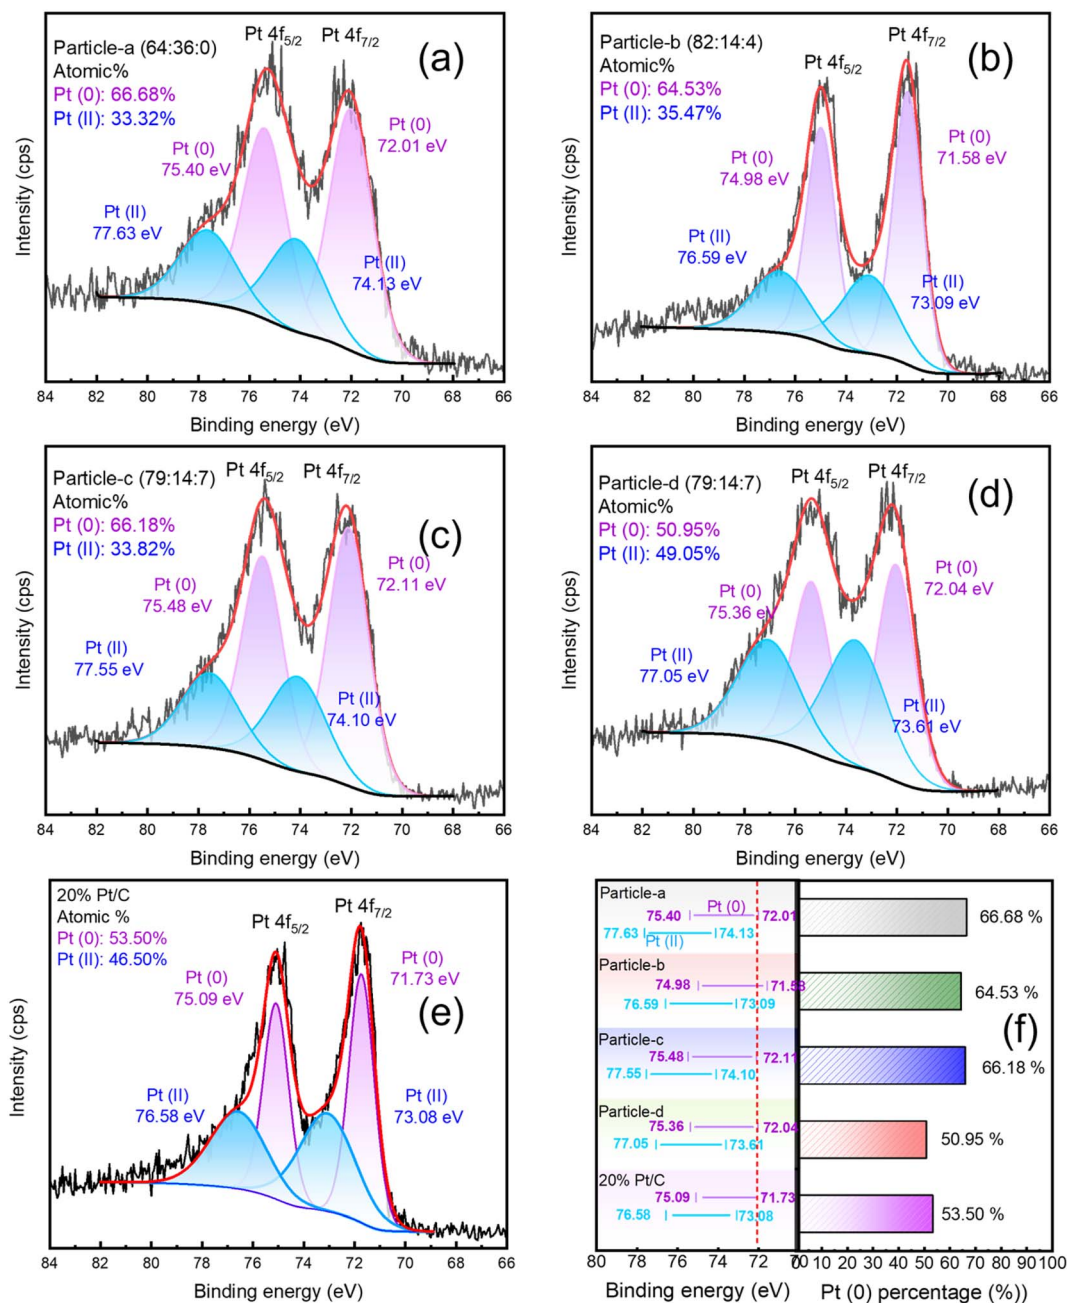 Particle-a (64:36:0)
Atomic%
Pt (0): 66.68%
Pt (II): 33.32%
Pt 4f5/2
Pt 4f7/2
(a)
Pt (0)
75.40 eV
Pt (0)
72.01 eV
Pt (II)
77.63 eV
Pt (II)
74.13 eV
Intensity (cps)
84 82 80 78 76 74 72 70 68 66
Binding energy (eV)
Particle-b (82:14:4)
Atomic%
Pt (0): 64.53%
Pt (II): 35.47%
Pt 4f5/2
Pt 4f7/2
(b)
Pt (0)
74.98 eV
Pt (0)
71.58 eV
Pt (II)
76.59 eV
Pt (II)
73.09 eV
Intensity (cps)
84 82 80 78 76 74 72 70 68 66
Binding energy (eV)
Particle-c (79:14:7)
Atomic%
Pt (0): 66.18%
Pt (II): 33.82%
Pt 4f5/2
Pt 4f7/2
(c)
Pt (0)
75.48 eV
Pt (0)
72.11 eV
Pt (II)
77.55 eV
Pt (II)
74.10 eV
Intensity (cps)
84 82 80 78 76 74 72 70 68 66
Binding energy (eV)
Particle-d (79:14:7)
Atomic%
Pt (0): 50.95%
Pt (II): 49.05%
Pt 4f5/2
Pt 4f7/2
(d)
Pt (0)
75.36 eV
Pt (0)
72.04 eV
Pt (II)
77.05 eV
Pt (II)
73.61 eV
Intensity (cps)
84 82 80 78 76 74 72 70 68 66
Binding energy (eV)
20% Pt/C
Atomic %
Pt (0): 53.50%
Pt (II): 46.50%
Pt 4f5/2
Pt 4f7/2
(e)
Pt (0)
75.09 eV
Pt (0)
71.73 eV
Pt (II)
76.58 eV
Pt (II)
73.08 eV
Intensity (cps)
84 82 80 78 76 74 72 70 68 66
Binding energy (eV)
Particle-a
Pt (0)
75.40 72.01
77.63 74.13
Pt (II)
66.68 %
Particle-b
74.98 71.58
76.59 73.09
64.53 %
(f)
Particle-c
75.48 72.11
77.55 74.10
66.18 %
Particle-d
75.36 72.04
77.05 73.61
50.95 %
20% Pt/C
75.09 71.73
76.58 73.08
53.50 %
80 78 76 74 72 70
0 10 20 30 40 50 60 70 80 90 100
Binding energy (eV)
Pt (0) percentage (%))